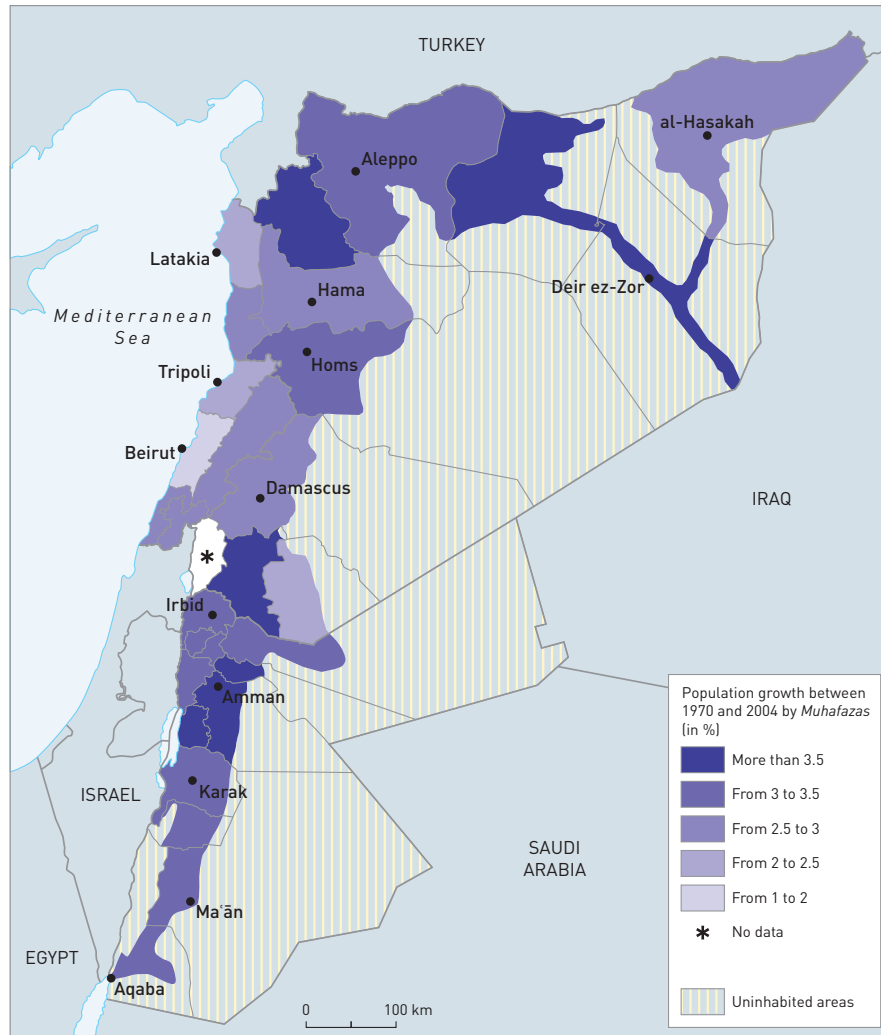 TURKEY
al-Hasakah
Aleppo
Latakia
Hama
Deir ez-Zor
Mediterranean
Sea
Homs
Tripoli
Beirut
Damascus
IRAQ
*
Irbid
Amman
ISRAEL
Karak
SAUDI
ARABIA
Maʿān
EGYPT
Aqaba
0 100 km
Population growth between
1970 and 2004 by Muhafazas
(in %)
More than 3.5
From 3 to 3.5
From 2.5 to 3
From 2 to 2.5
From 1 to 2
* No data
Uninhabited areas